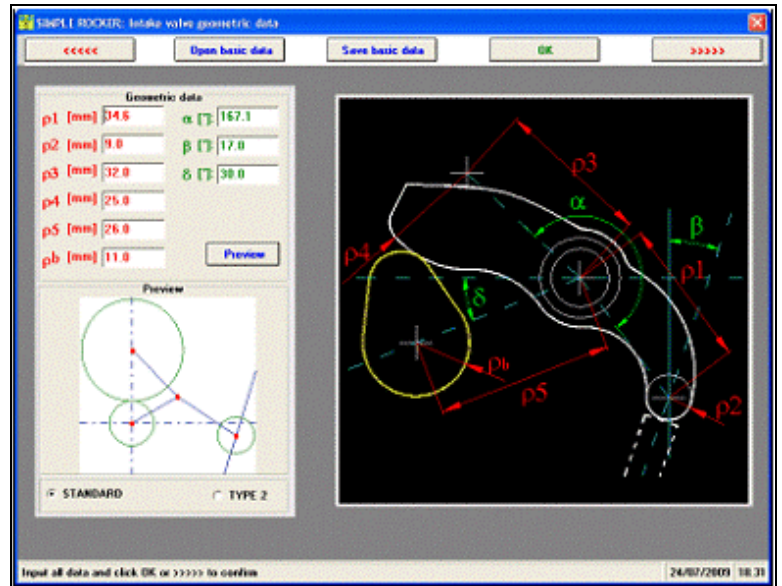 SIMPLE ROCKER: Intake valve geometric data
<<<<< Open basic data Save basic data OK >>>>>
Geometric data
ρ1 [mm] 34.6 α [°]: 167.1
ρ2 [mm] 9.0 β [°]: 17.0
ρ3 [mm] 32.0 δ [°]: 30.0
ρ4 [mm] 25.0
ρ5 [mm] 26.0
ρb [mm] 11.0 Preview
Preview
STANDARD TYPE 2
ρ3
α
β
ρ4
ρ1
δ
ρb
ρ5
ρ2
Input all data and click OK or >>>>> to confirm 24/07/2009 18:31